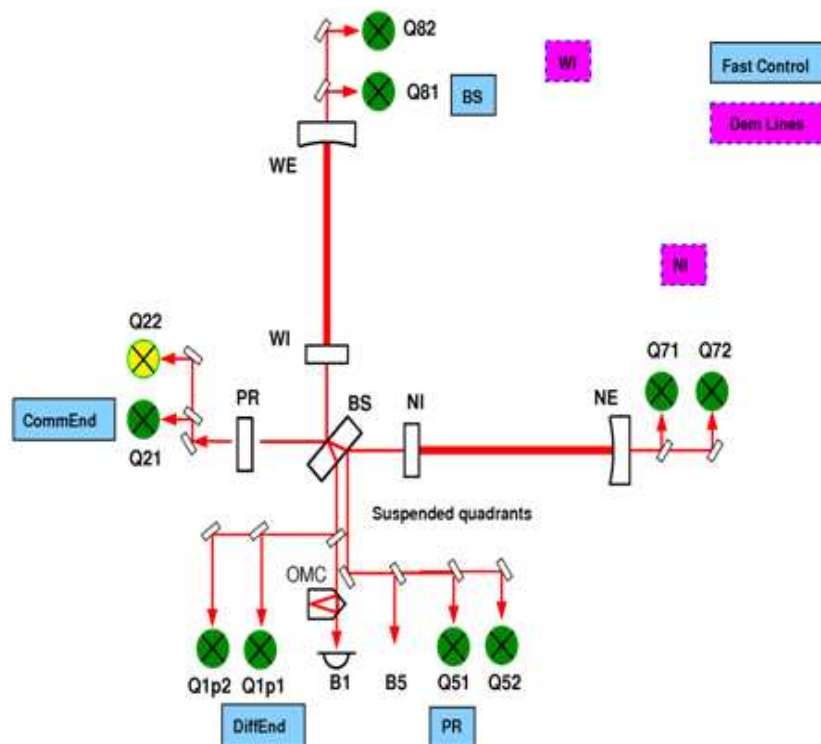 Q82
WI
Fast Control
Q81
BS
Dem Lines
WE
NI
Q22
WI
Q71
Q72
PR
BS
NI
NE
CommEnd
Q21
Suspended quadrants
OMC
Q1p2
Q1p1
B1
B5
Q51
Q52
DiffEnd
PR